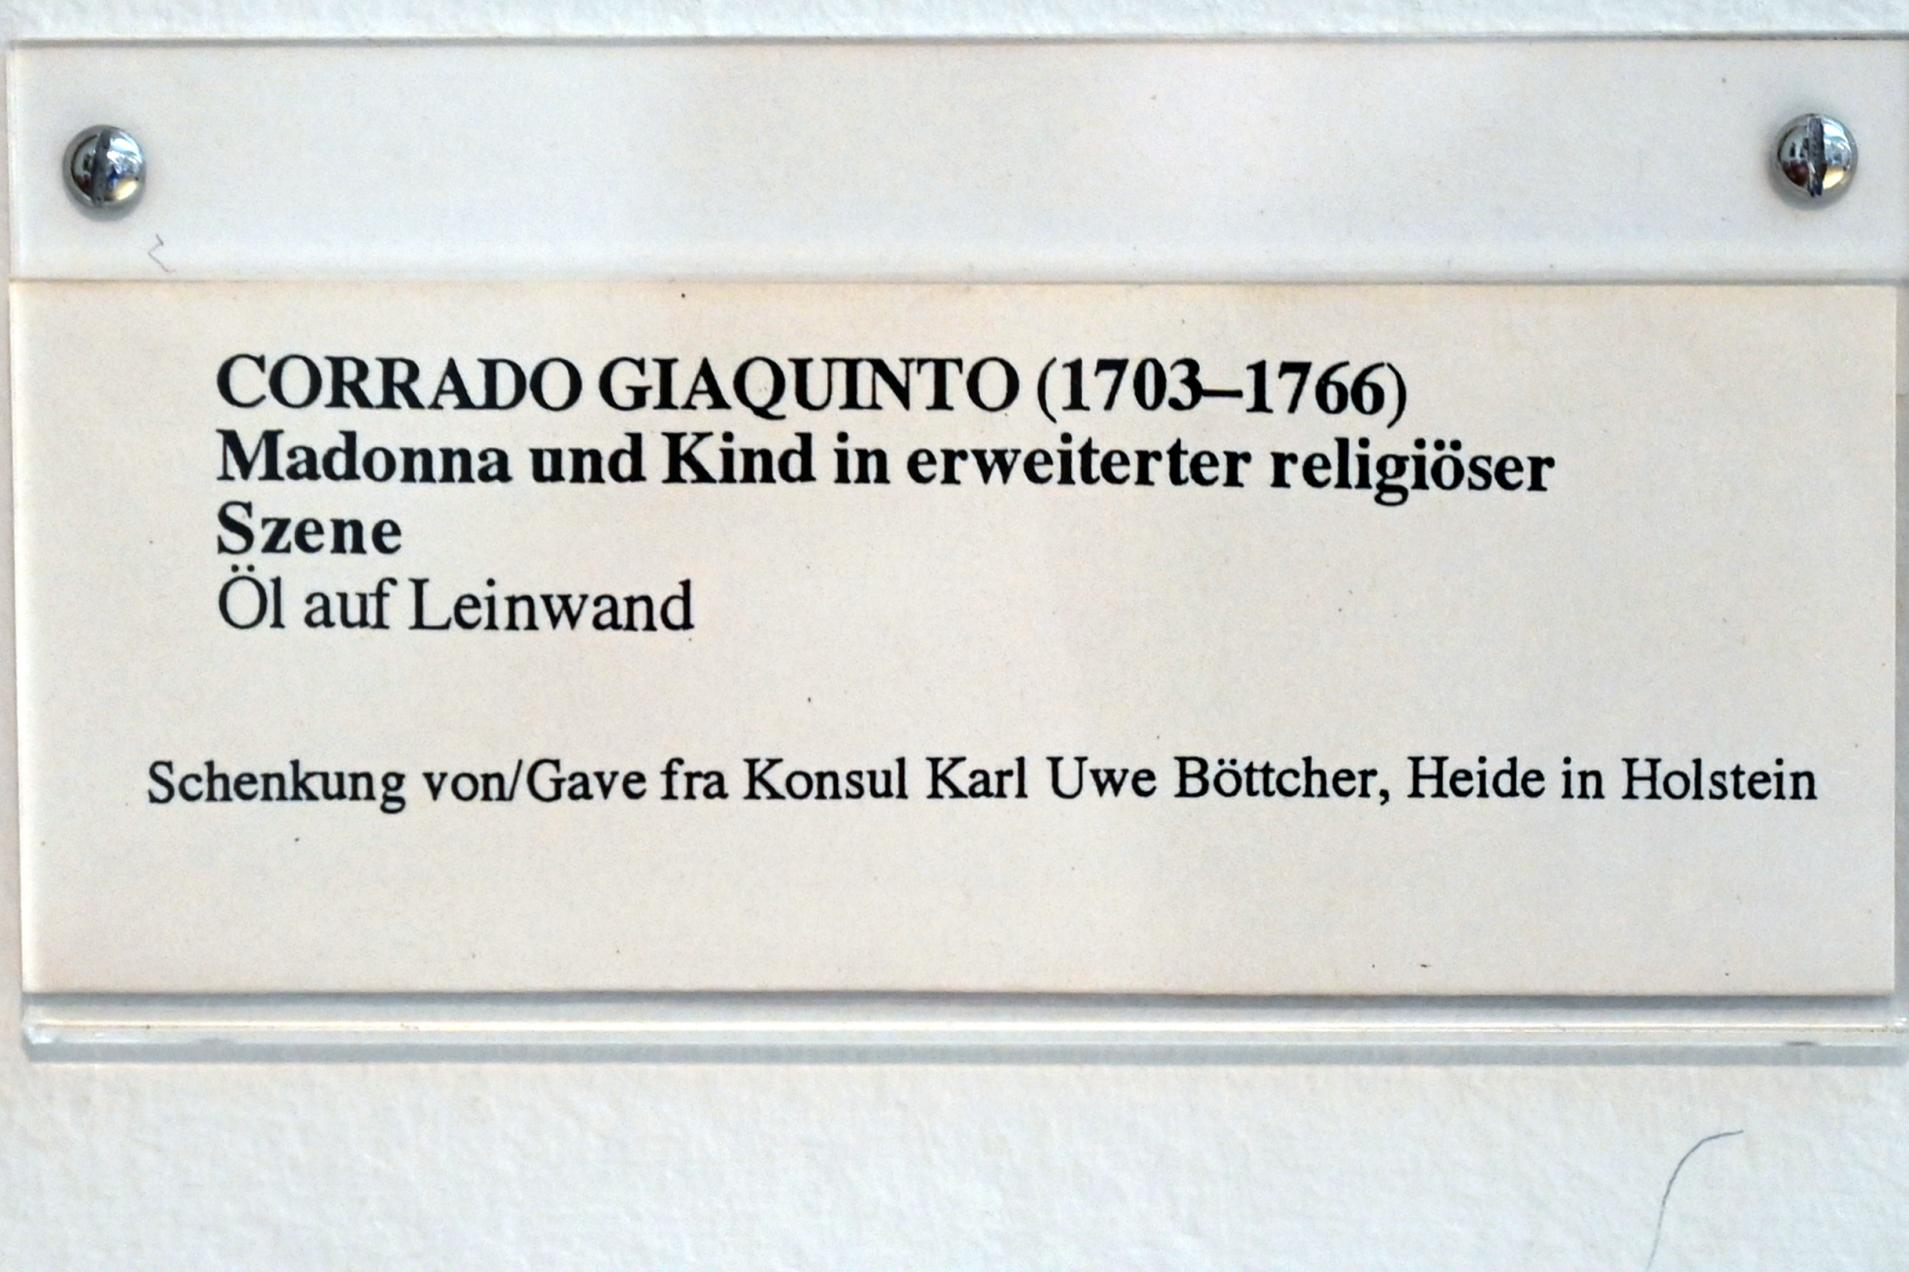 CORRADO GIAQUINTO (1703–1766)
Madonna und Kind in erweiterter religiöser
Szene
Öl auf Leinwand
Schenkung von/Gave fra Konsul Karl Uwe Böttcher, Heide in Holstein